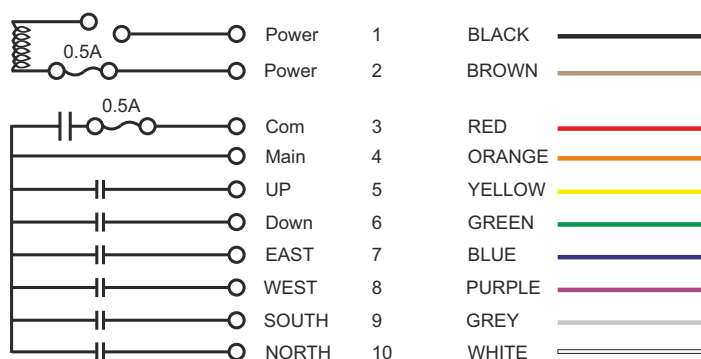 Power 1 BLACK
0.5A
Power 2 BROWN
0.5A
Com 3 RED
Main 4 ORANGE
UP 5 YELLOW
Down 6 GREEN
EAST 7 BLUE
WEST 8 PURPLE
SOUTH 9 GREY
NORTH 10 WHITE